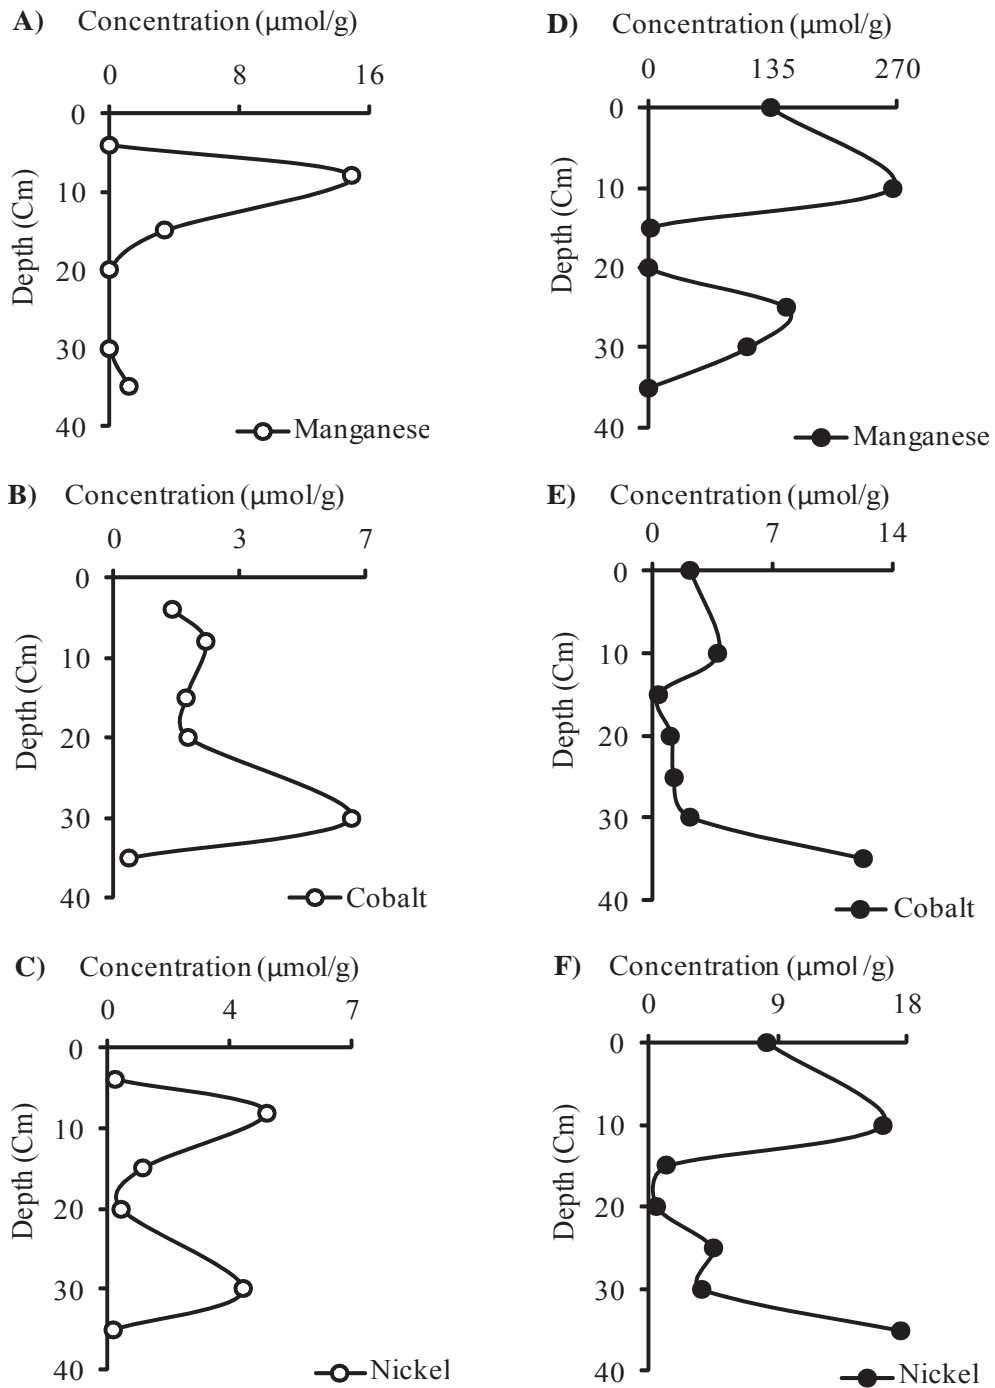 A) Concentration (μmol/g)
0 8 16
0
10
20
30
40
Depth (Cm)
Manganese
D) Concentration (μmol/g)
0 135 270
0
10
20
30
40
Depth (Cm)
Manganese
B) Concentration (μmol/g)
0 3 7
0
10
20
30
40
Depth (Cm)
Cobalt
E) Concentration (μmol/g)
0 7 14
0
10
20
30
40
Depth (Cm)
Cobalt
C) Concentration (μmol/g)
0 4 7
0
10
20
30
40
Depth (Cm)
Nickel
F) Concentration (μmol /g)
0 9 18
0
10
20
30
40
Depth (Cm)
Nickel